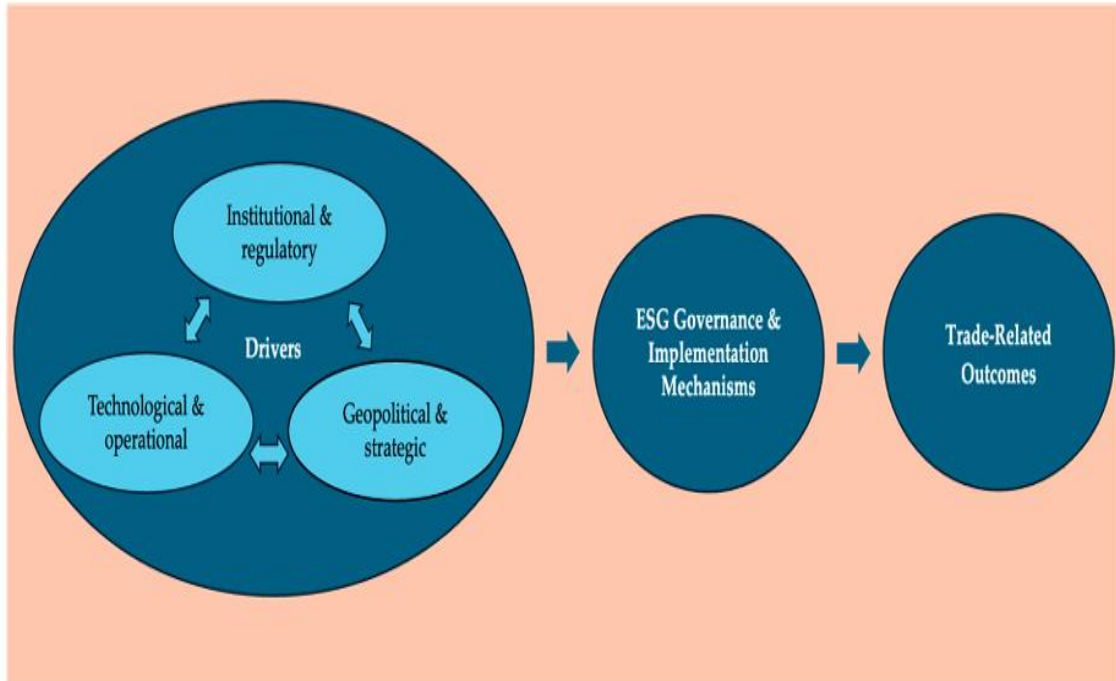 Institutional &
regulatory
Drivers
Technological &
operational
Geopolitical &
strategic
ESG Governance &
Implementation
Mechanisms
Trade-Related
Outcomes